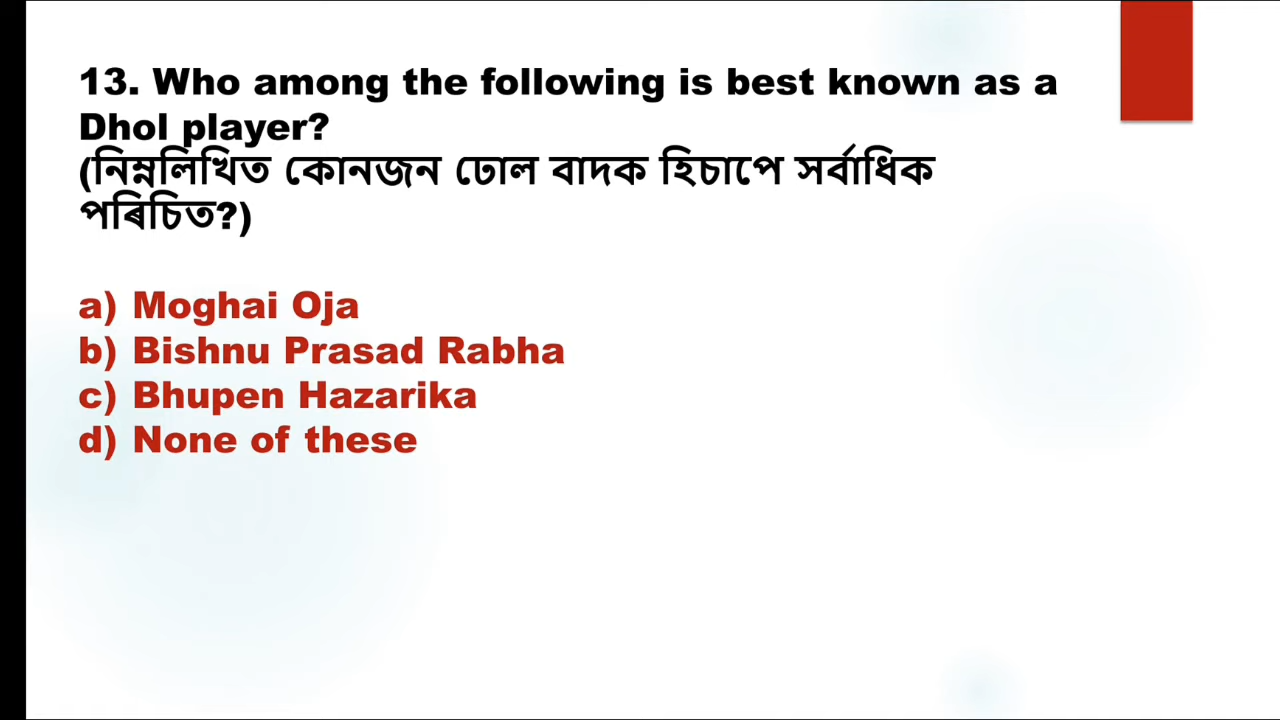 13. Who among the following is best known as a
Dhol player?
(নিম্নলিখিত কোনজন ঢোল বাদক হিচাপে সৰ্বাধিক
পৰিচিত?)
a) Moghai Oja
b) Bishnu Prasad Rabha
c) Bhupen Hazarika
d) None of these